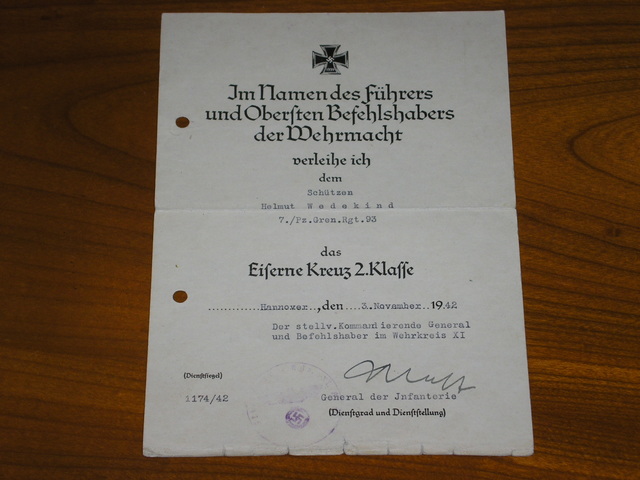 Im Namen des Führers
und Obersten Befehlshabers
der Wehrmacht
verleihe ich
dem
Schützen
Helmut Wedekind
7./Pz.Gren.Rgt.93
das
Eiserne Kreuz 2.Klasse
Hannover, den 3.November 1942
Der stellv.Kommandierende General
und Befehlshaber im Wehrkreis XI
(Dienstsiegel)
1174/42
General der Jnfanterie
(Dienstgrad und Dienststellung)